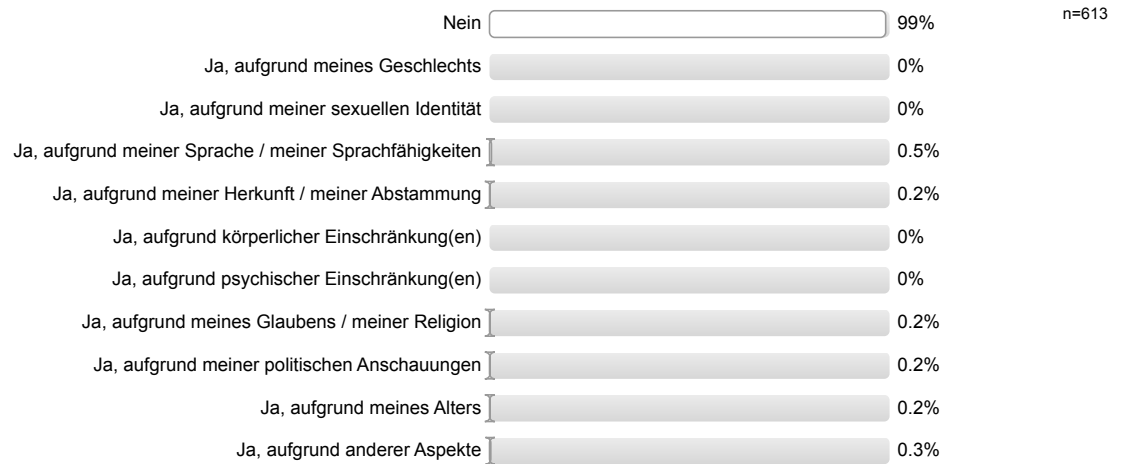 Nein 99% n=613
Ja, aufgrund meines Geschlechts 0%
Ja, aufgrund meiner sexuellen Identität 0%
Ja, aufgrund meiner Sprache / meiner Sprachfähigkeiten 0.5%
Ja, aufgrund meiner Herkunft / meiner Abstammung 0.2%
Ja, aufgrund körperlicher Einschränkung(en) 0%
Ja, aufgrund psychischer Einschränkung(en) 0%
Ja, aufgrund meines Glaubens / meiner Religion 0.2%
Ja, aufgrund meiner politischen Anschauungen 0.2%
Ja, aufgrund meines Alters 0.2%
Ja, aufgrund anderer Aspekte 0.3%